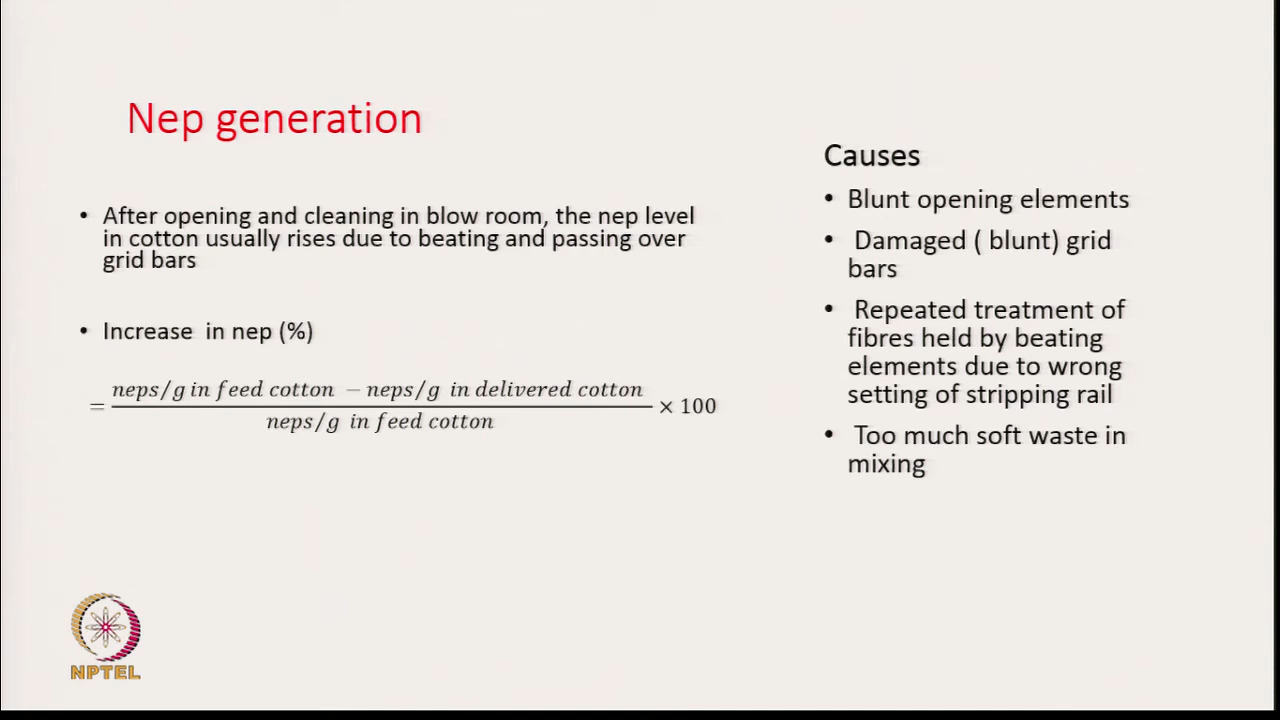 Nep generation
• After opening and cleaning in blow room, the nep level
in cotton usually rises due to beating and passing over
grid bars
• Increase in nep (%)
= neps/g in feed cotton − neps/g in delivered cotton / neps/g in feed cotton × 100
Causes
• Blunt opening elements
• Damaged ( blunt) grid
bars
• Repeated treatment of
fibres held by beating
elements due to wrong
setting of stripping rail
• Too much soft waste in
mixing
NPTEL